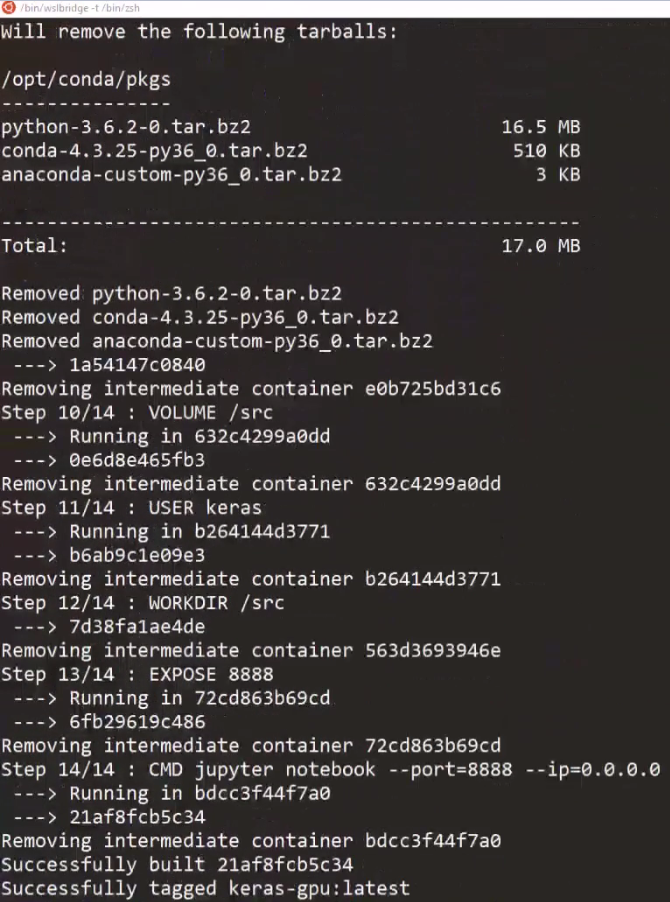 /bin/wslbridge -t /bin/zsh
Will remove the following tarballs:
/opt/conda/pkgs
---------------
python-3.6.2-0.tar.bz2 16.5 MB
conda-4.3.25-py36_0.tar.bz2 510 KB
anaconda-custom-py36_0.tar.bz2 3 KB
---------------------------------------------------
Total: 17.0 MB
Removed python-3.6.2-0.tar.bz2
Removed conda-4.3.25-py36_0.tar.bz2
Removed anaconda-custom-py36_0.tar.bz2
 ---> 1a54147c0840
Removing intermediate container e0b725bd31c6
Step 10/14 : VOLUME /src
 ---> Running in 632c4299a0dd
 ---> 0e6d8e465fb3
Removing intermediate container 632c4299a0dd
Step 11/14 : USER keras
 ---> Running in b264144d3771
 ---> b6ab9c1e09e3
Removing intermediate container b264144d3771
Step 12/14 : WORKDIR /src
 ---> 7d38fa1ae4de
Removing intermediate container 563d3693946e
Step 13/14 : EXPOSE 8888
 ---> Running in 72cd863b69cd
 ---> 6fb29619c486
Removing intermediate container 72cd863b69cd
Step 14/14 : CMD jupyter notebook --port=8888 --ip=0.0.0.0
 ---> Running in bdcc3f44f7a0
 ---> 21af8fcb5c34
Removing intermediate container bdcc3f44f7a0
Successfully built 21af8fcb5c34
Successfully tagged keras-gpu:latest